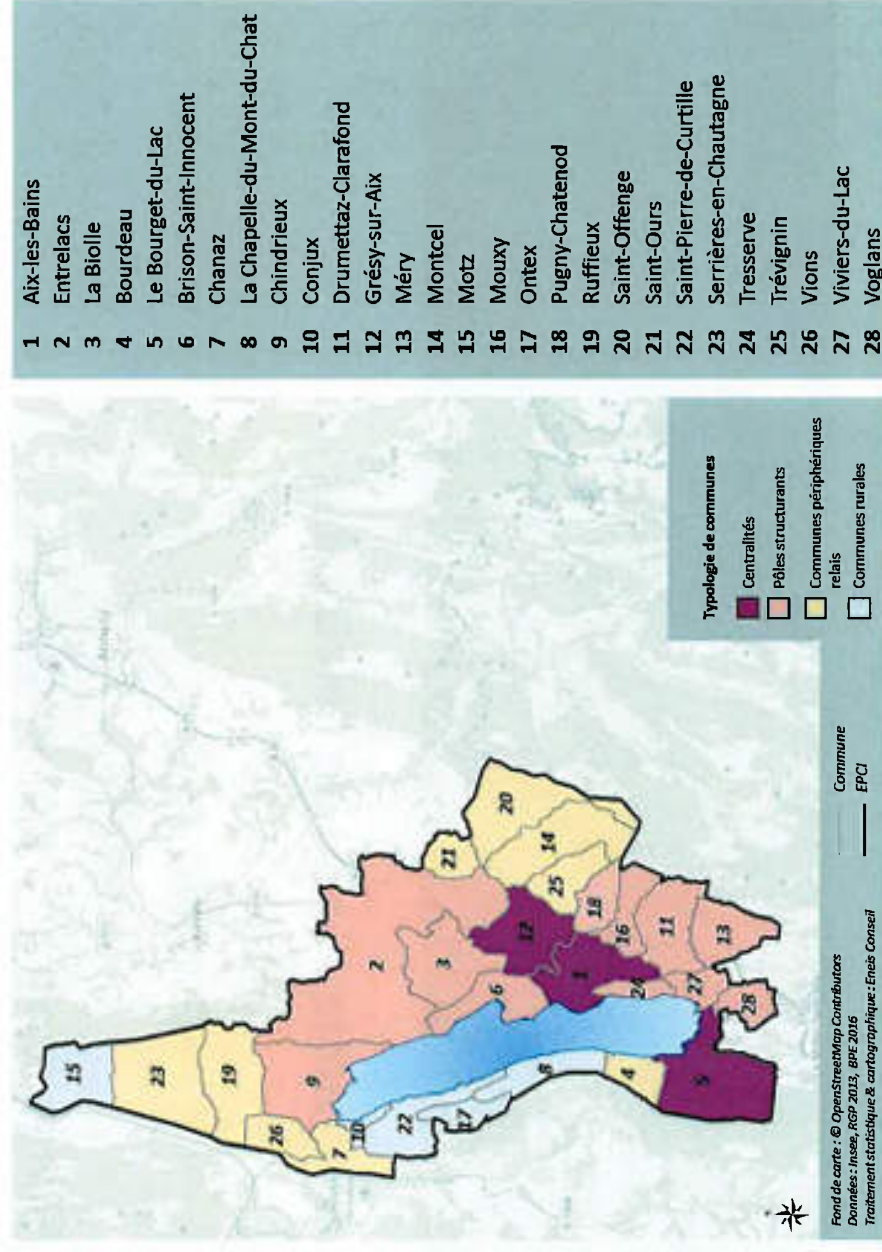 1 Aix-les-Bains
2 Entrelacs
3 La Biolle
4 Bourdeau
5 Le Bourget-du-Lac
6 Brison-Saint-Innocent
7 Chanaz
8 La Chapelle-du-Mont-du-Chat
9 Chindrieux
10 Conjux
11 Drumettaz-Clarafond
12 Grésy-sur-Aix
13 Méry
14 Montcel
15 Motz
16 Mouxy
17 Ontex
18 Pugny-Chatenod
19 Ruffieux
20 Saint-Offenge
21 Saint-Ours
22 Saint-Pierre-de-Curtille
23 Serrières-en-Chautagne
24 Tresserve
25 Trévignin
26 Vions
27 Viviers-du-Lac
28 Voglans
15
23
19
26
9
7
10
22
17
8
4
5
2
3
6
21
20
14
25
12
18
1
16
24
11
27
13
28
Typologie de communes
Centralités
Pôles structurants
Communes périphériques
relais
Communes rurales
Commune
EPCI
Fond de carte : © OpenStreetMap Contributors
Données : Insee, RGP 2013, BPE 2016
Traitement statistique & cartographique : Eneis Conseil